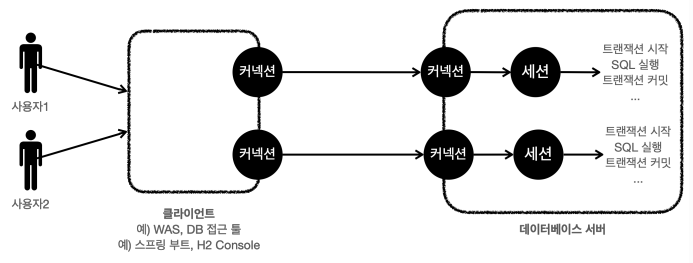 사용자1
사용자2
커넥션
커넥션
클라이언트
예) WAS, DB 접근 툴
예) 스프링 부트, H2 Console
커넥션
세션
트랜잭션 시작
SQL 실행
트랜잭션 커밋
...
커넥션
세션
트랜잭션 시작
SQL 실행
트랜잭션 커밋
...
데이터베이스 서버